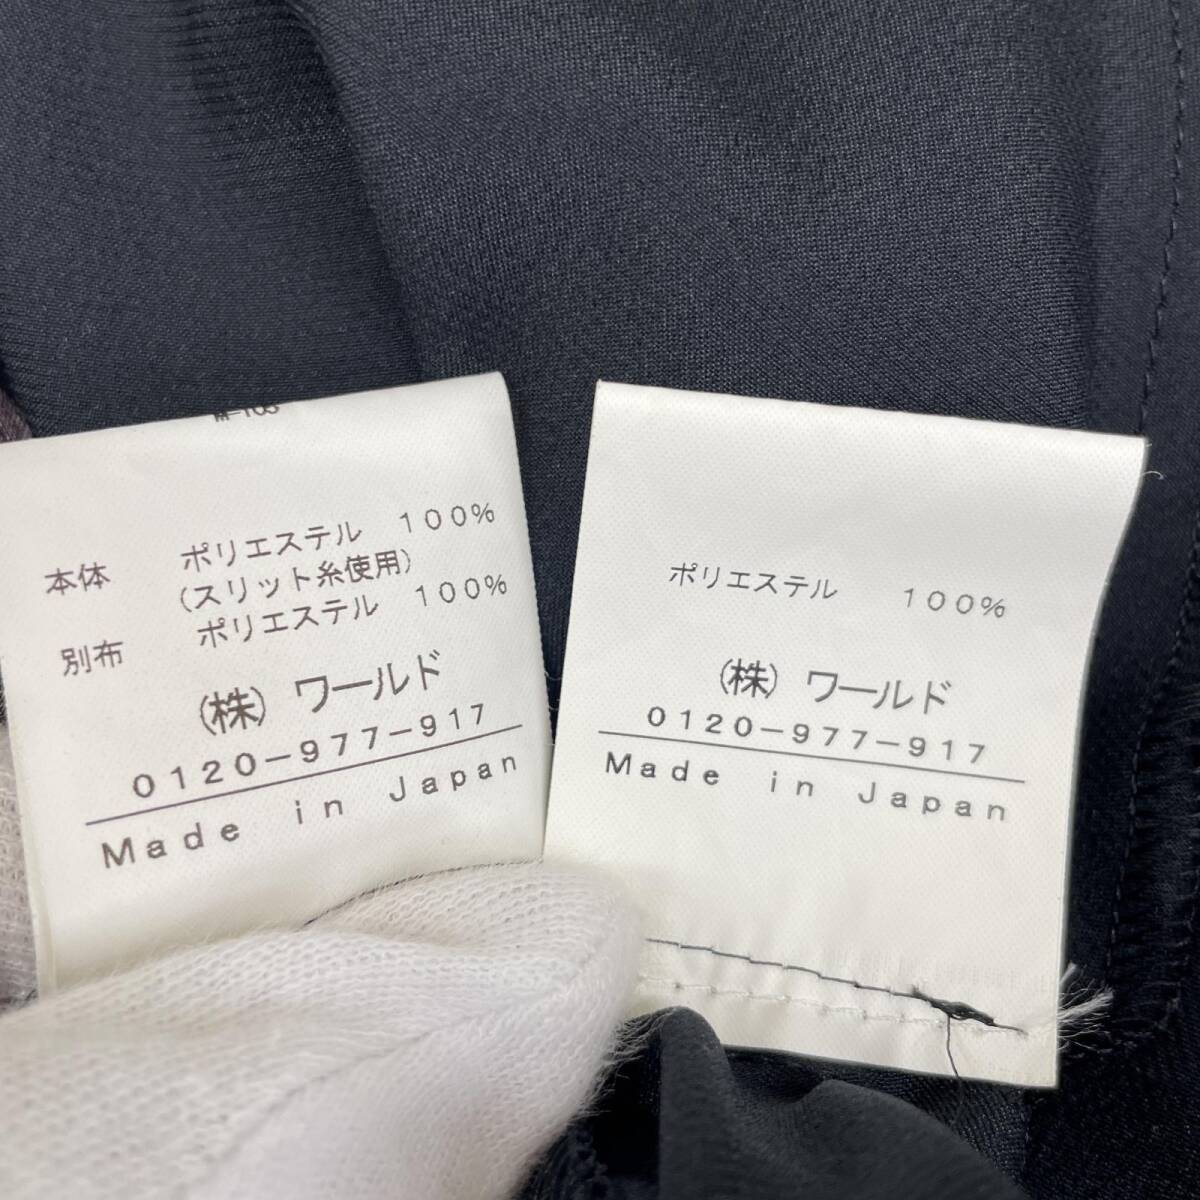 本体 ポリエステル 100%
(スリット糸使用)
別布 ポリエステル 100%
(株) ワールド
0120-977-917
Made in Japan
ポリエステル 100%
(株) ワールド
0120-977-917
Made in Japan